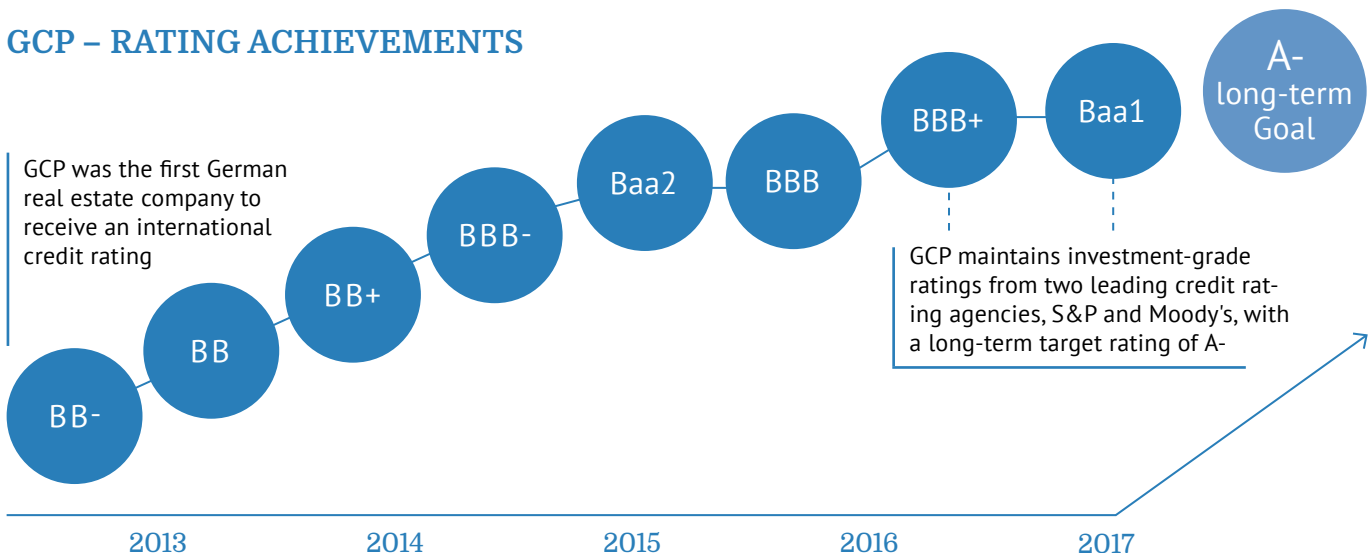 GCP – RATING ACHIEVEMENTS
GCP was the first German
real estate company to
receive an international
credit rating
BB-
BB
BB+
BBB-
Baa2
BBB
BBB+
Baa1
A-
long-term
Goal
GCP maintains investment-grade
ratings from two leading credit rat-
ing agencies, S&P and Moody's, with
a long-term target rating of A-
2013
2014
2015
2016
2017